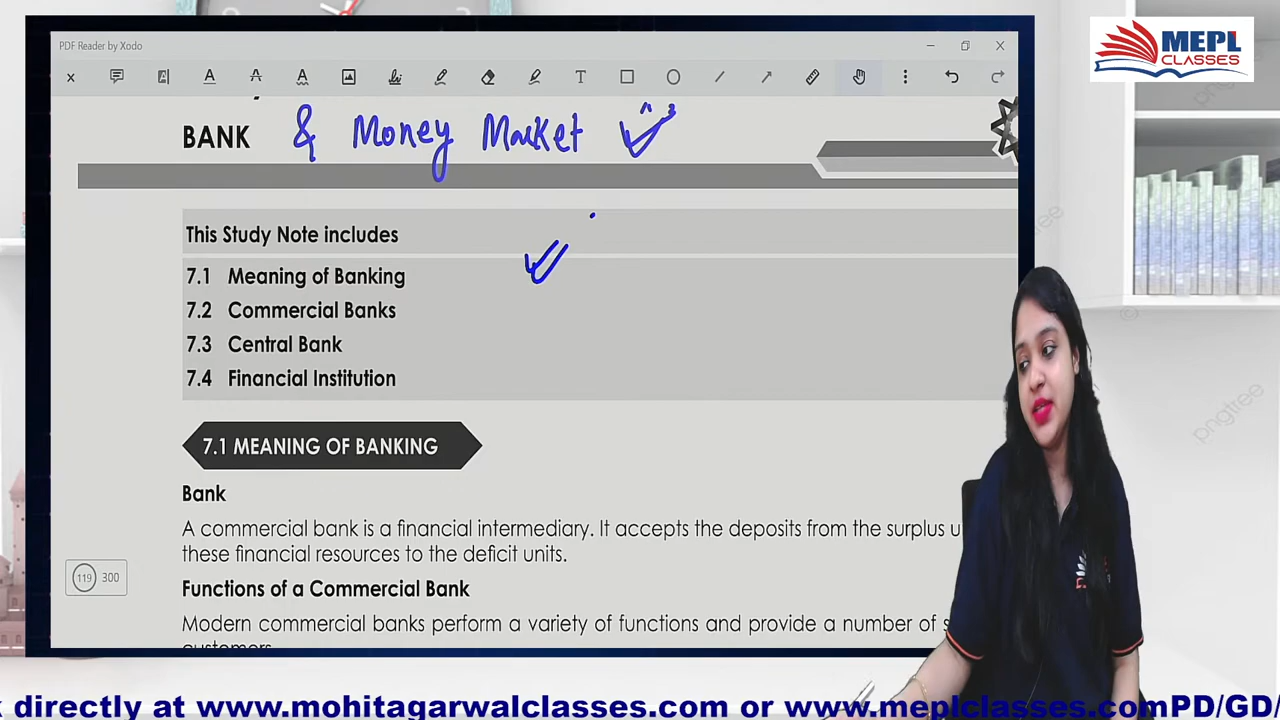 PDF Reader by Xodo
MEPL
CLASSES
BANK & Money Market
This Study Note includes
7.1 Meaning of Banking
7.2 Commercial Banks
7.3 Central Bank
7.4 Financial Institution
7.1 MEANING OF BANKING
Bank
A commercial bank is a financial intermediary. It accepts the deposits from the surplus
these financial resources to the deficit units.
Functions of a Commercial Bank
119 300
Modern commercial banks perform a variety of functions and provide a number of
customers
pngtree
directly at www.mohitagarwalclasses.com or www.meplclasses.comPD/GD/